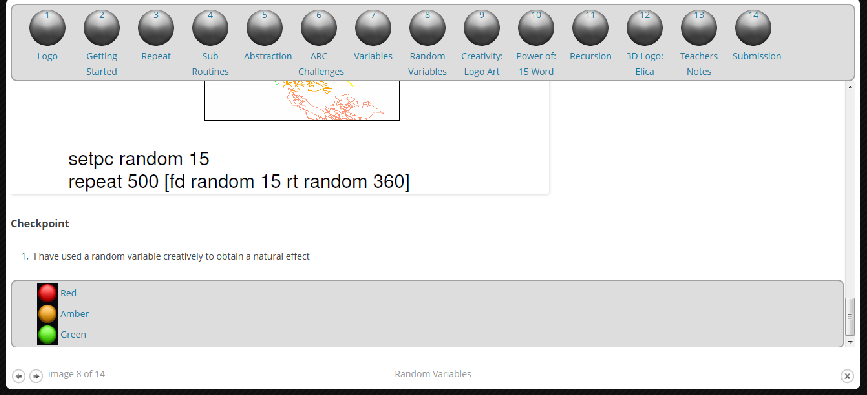 1 2 3 4 5 6 7 8 9 10 11 12 13 14
Logo Getting Started Repeat Sub Routines Abstraction ARC Challenges Variables Random Variables Creativity: Logo Art Power of: 15 Word Recursion 3D Logo: Elica Teachers Notes Submission
setpc random 15
repeat 500 [fd random 15 rt random 360]
Checkpoint
1. I have used a random variable creatively to obtain a natural effect
Red
Amber
Green
image 8 of 14 Random Variables